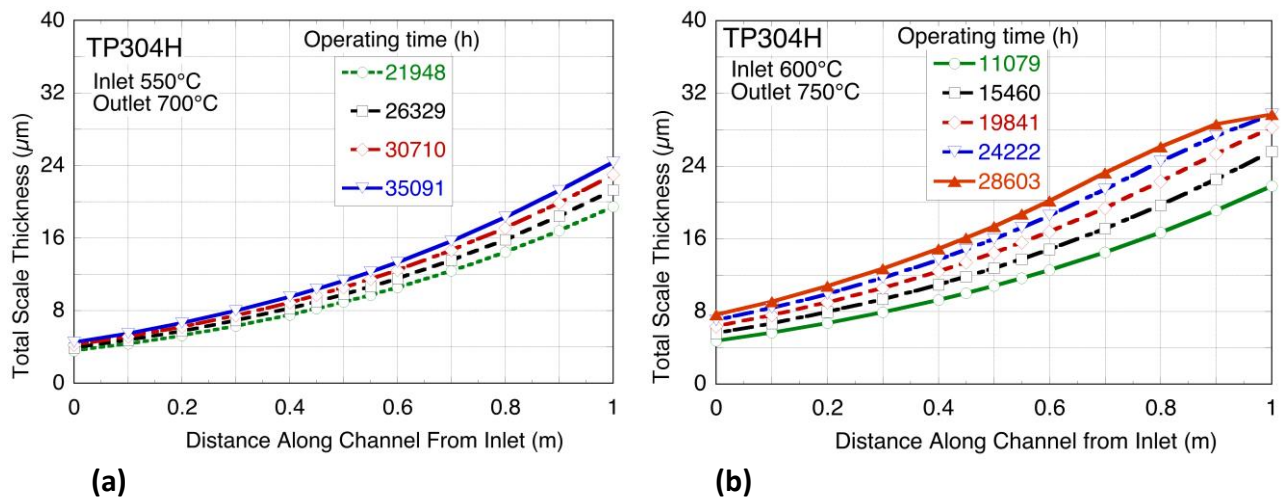 TP304H
Inlet 550°C
Outlet 700°C
Operating time (h)
21948
26329
30710
35091
Total Scale Thickness (µm)
40
32
24
16
8
0
0 0.2 0.4 0.6 0.8 1
Distance Along Channel From Inlet (m)
(a)
TP304H
Inlet 600°C
Outlet 750°C
Operating time (h)
11079
15460
19841
24222
28603
Total Scale Thickness (µm)
40
32
24
16
8
0
0 0.2 0.4 0.6 0.8 1
Distance Along Channel from Inlet (m)
(b)